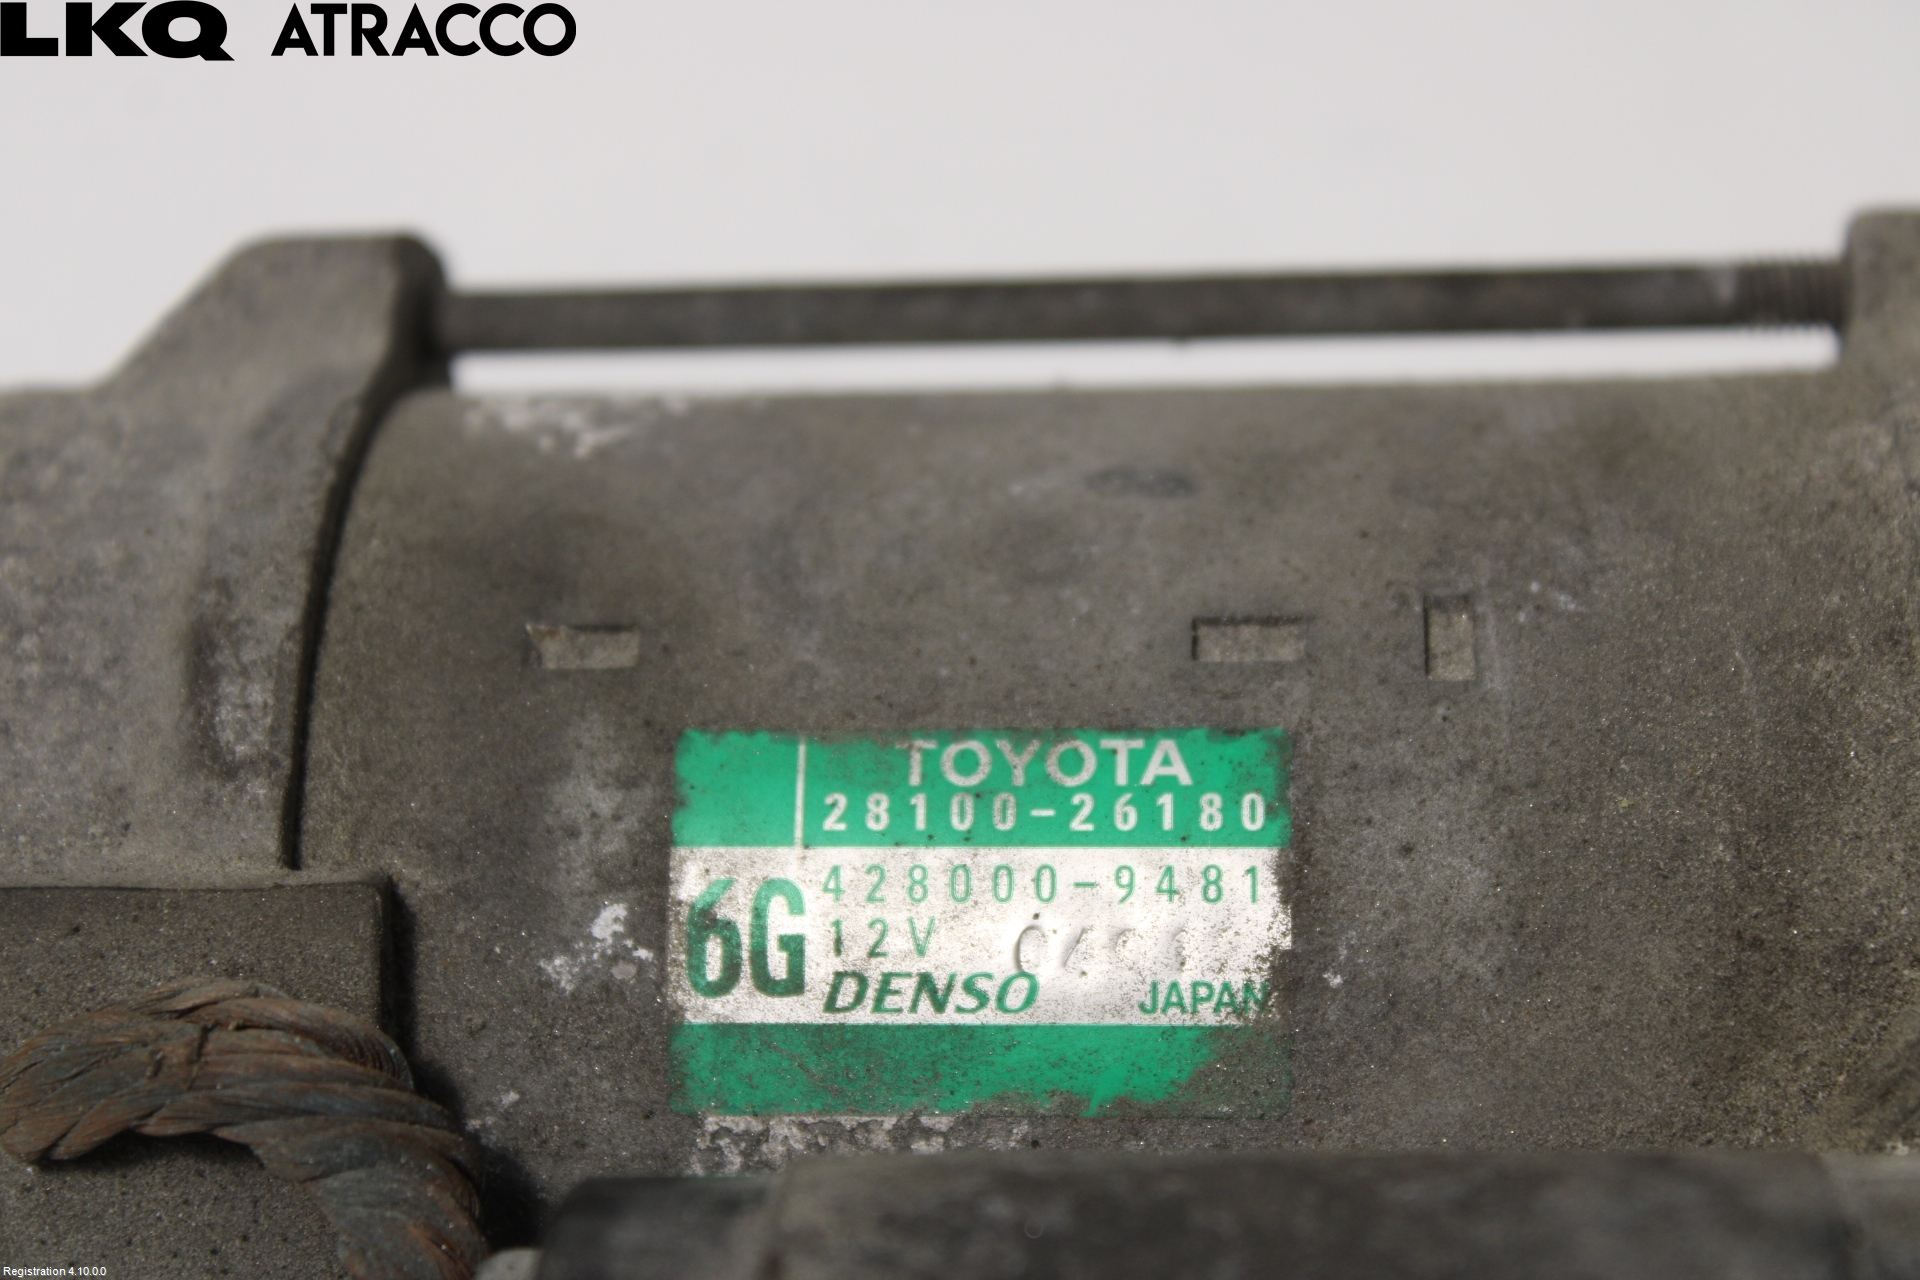 LKQ ATRACCO
TOYOTA
28100-26180
6G
428000-9481
12V
DENSO JAPAN
Registration 4.10.0.0